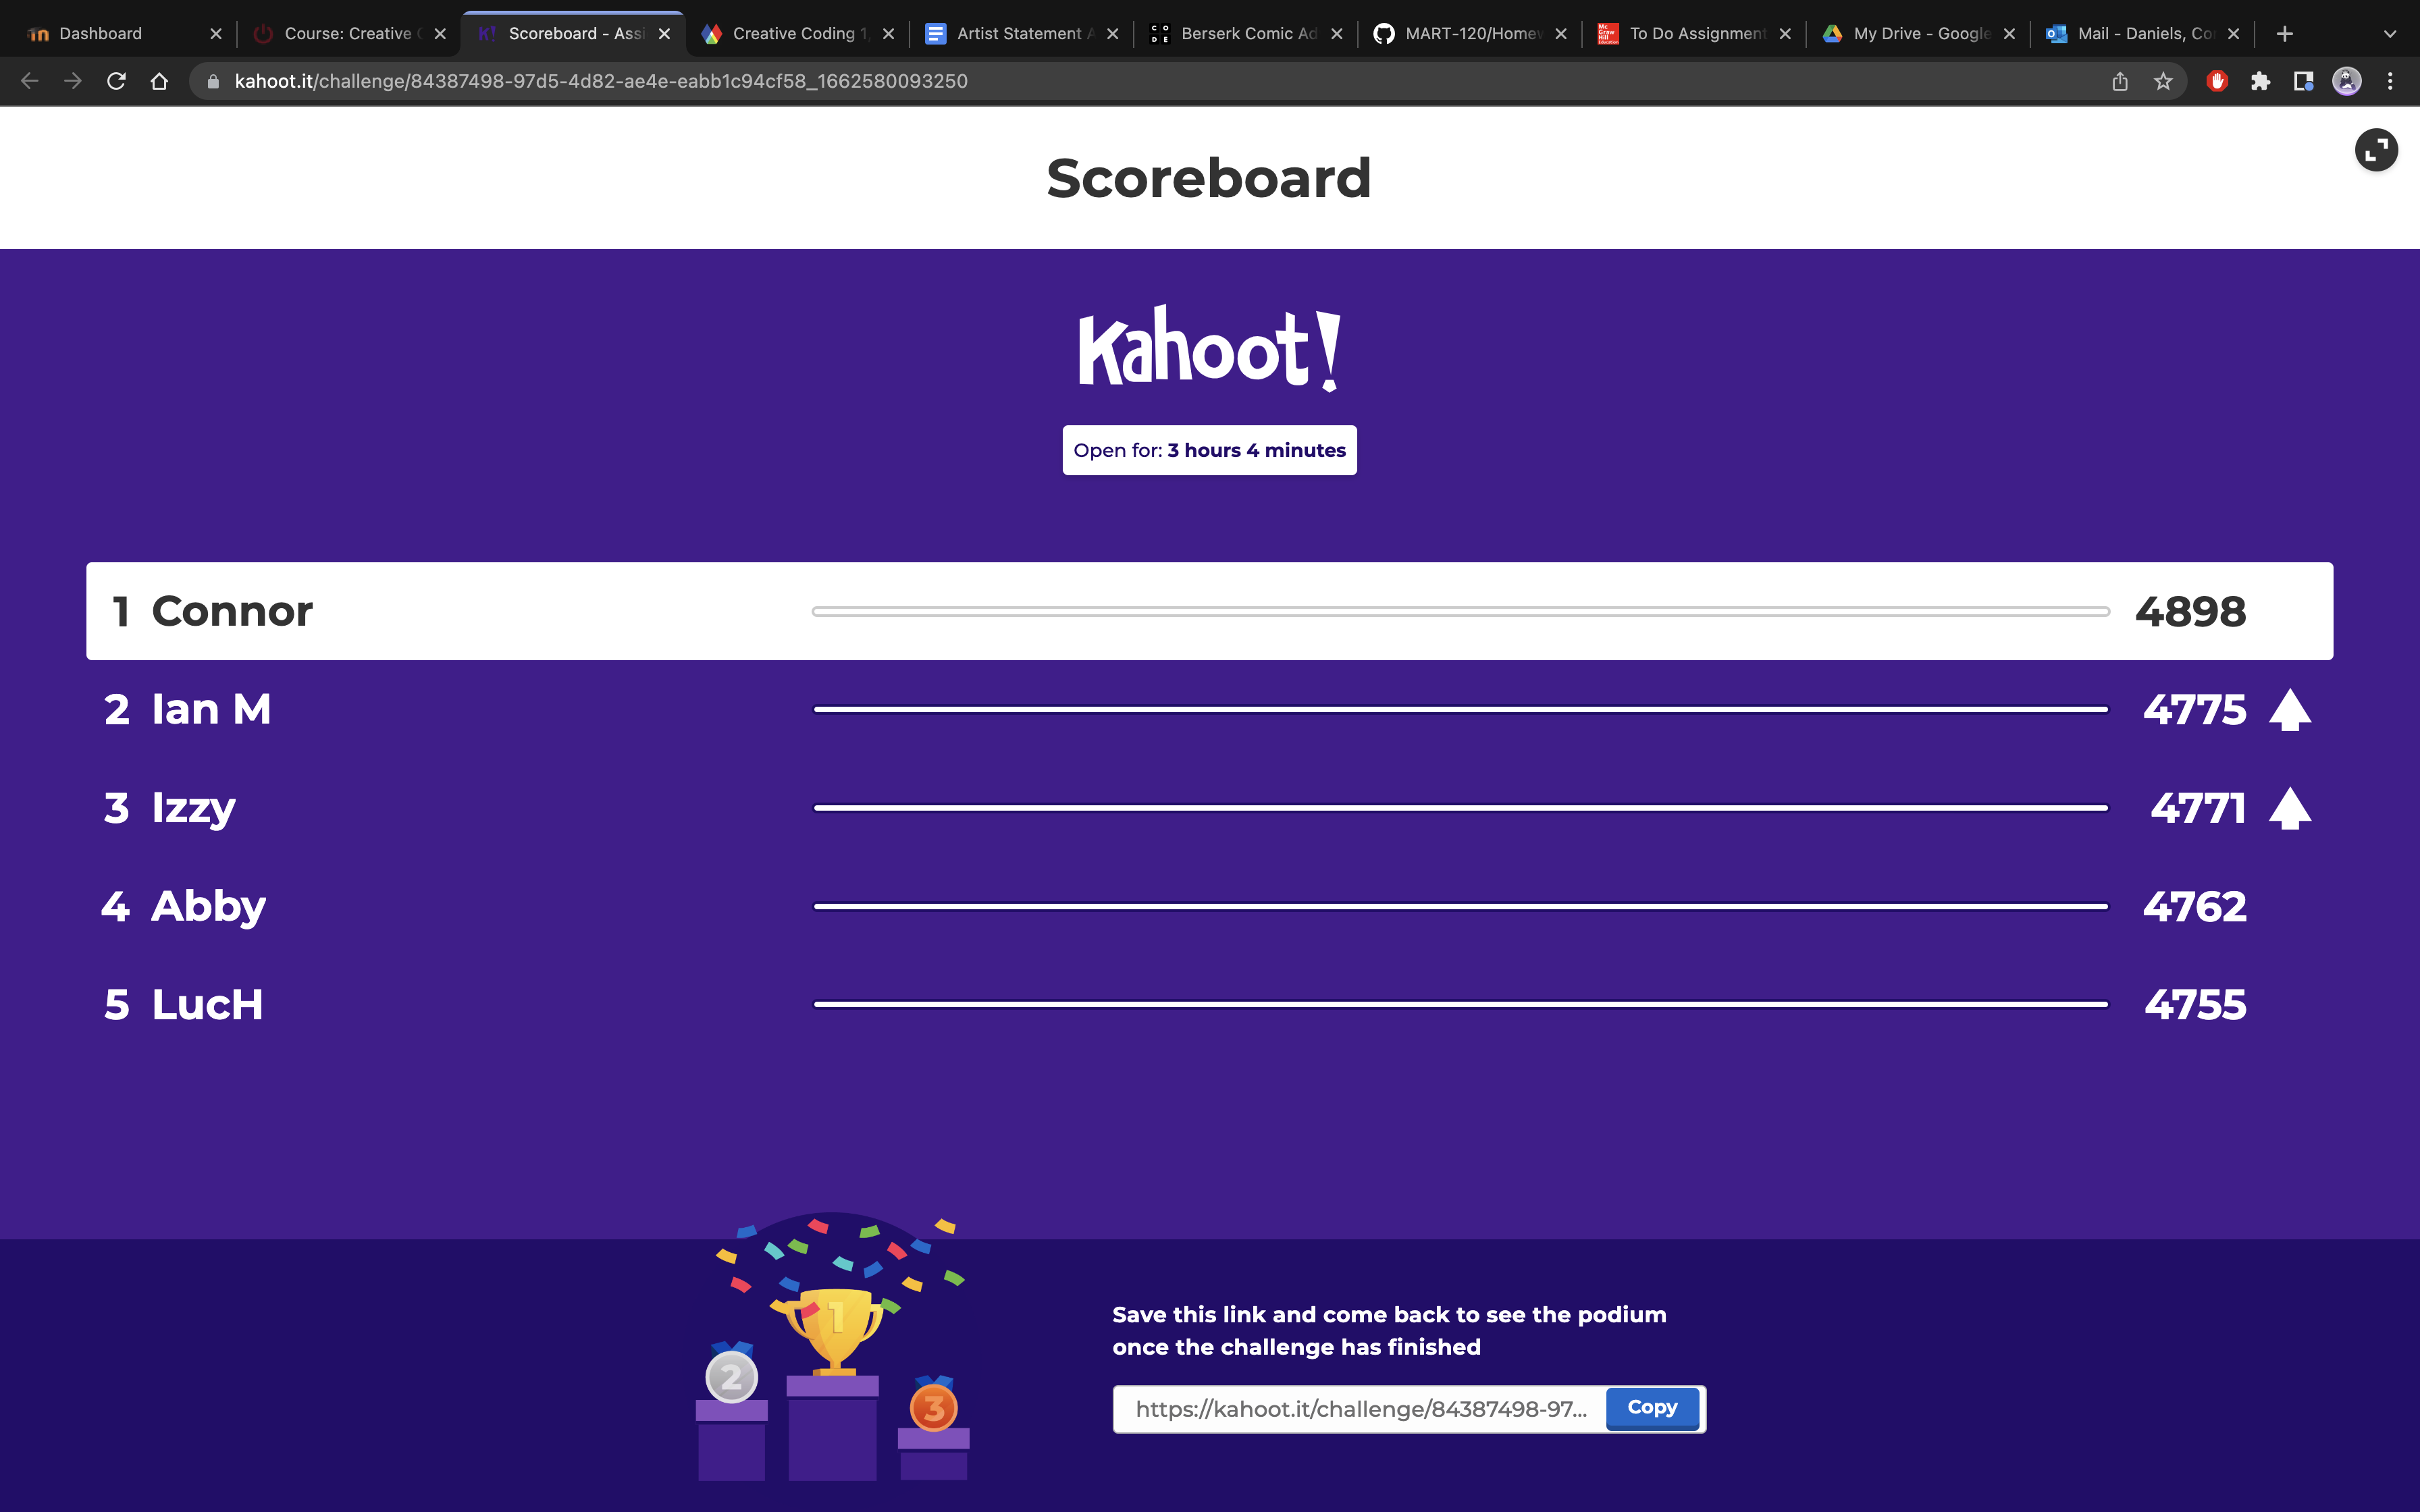 Dashboard
Course: Creative
Scoreboard - Assi
Creative Coding 1,
Artist Statement A
Berserk Comic Ad
MART-120/Homew
To Do Assignment
My Drive - Google
Mail - Daniels, Co
kahoot.it/challenge/84387498-97d5-4d82-ae4e-eabb1c94cf58_1662580093250
Scoreboard
Kahoot!
Open for: 3 hours 4 minutes
1 Connor 4898
2 Ian M 4775
3 Izzy 4771
4 Abby 4762
5 LucH 4755
1
2
3
Save this link and come back to see the podium
once the challenge has finished
https://kahoot.it/challenge/84387498-97...
Copy